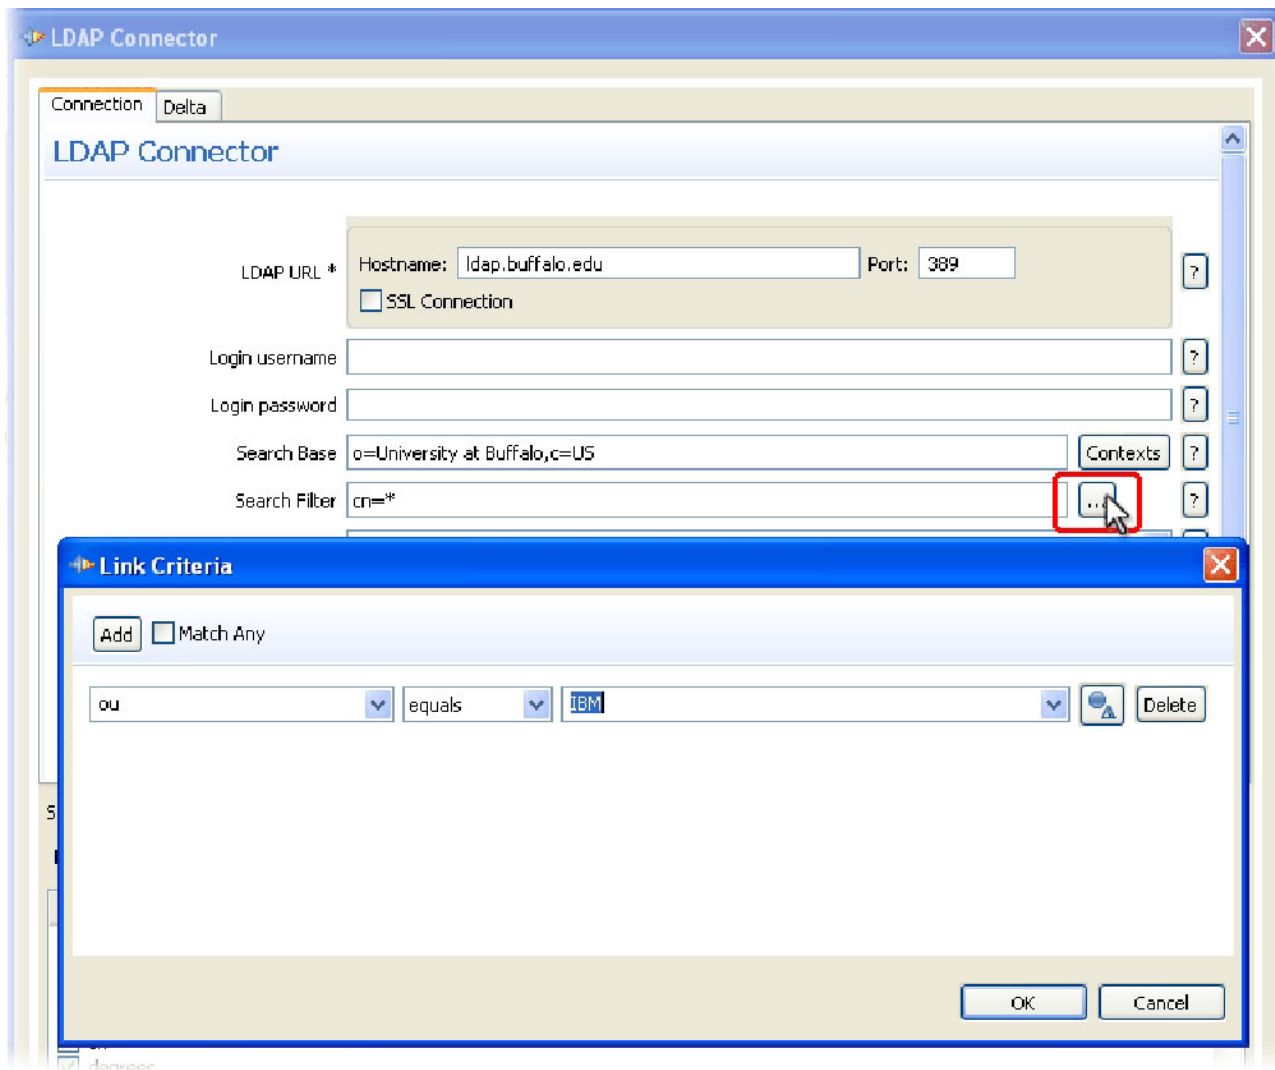 LDAP Connector
Connection Delta
LDAP Connector
LDAP URL * Hostname: ldap.buffalo.edu Port: 389 ?
SSL Connection
Login username ?
Login password ?
Search Base o=University at Buffalo,c=US Contexts ?
Search Filter cn=* ... ?
Link Criteria
Add Match Any
ou equals IBM Delete
S
OK Cancel
degrees